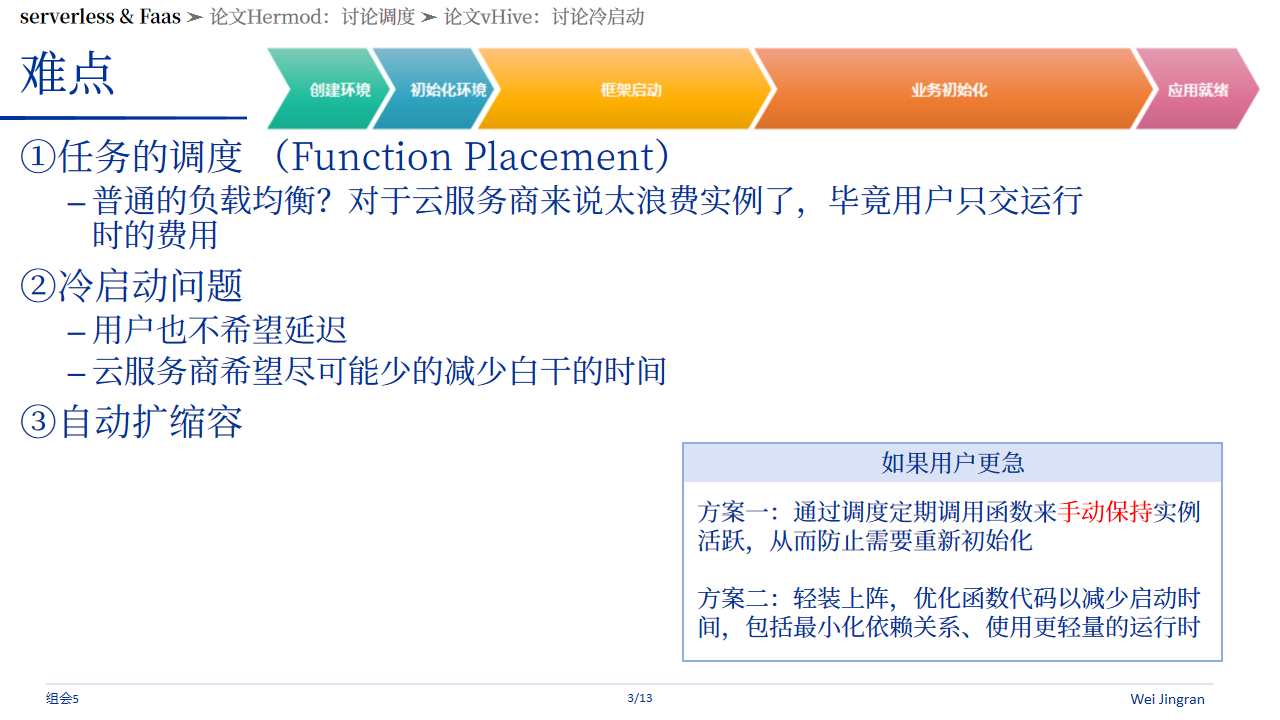 serverless & Faas ➢ 论文Hermod：讨论调度 ➢ 论文vHive：讨论冷启动
难点
创建环境 初始化环境 框架启动 业务初始化 应用就绪
①任务的调度 （Function Placement）
– 普通的负载均衡？对于云服务商来说太浪费实例了，毕竟用户只交运行
时的费用
②冷启动问题
– 用户也不希望延迟
– 云服务商希望尽可能少的减少白干的时间
③自动扩缩容
如果用户更急
方案一：通过调度定期调用函数来手动保持实例
活跃，从而防止需要重新初始化
方案二：轻装上阵，优化函数代码以减少启动时
间，包括最小化依赖关系、使用更轻量的运行时
组会5 3/13 Wei Jingran